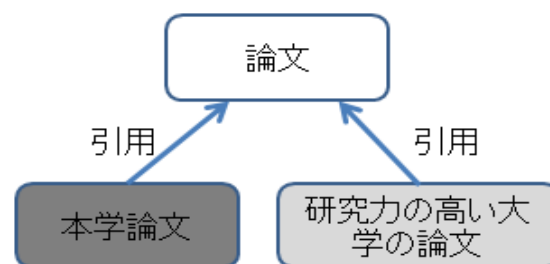 論文
引用
引用
本学論文
研究力の高い大
学の論文